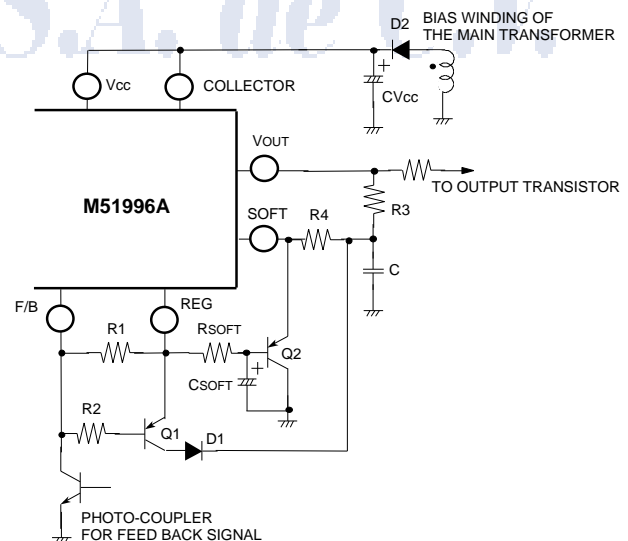 S.A. de C.V.
D2
BIAS WINDING OF
THE MAIN TRANSFORMER
Vcc
COLLECTOR
+
CVcc
VOUT
TO OUTPUT TRANSISTOR
M51996A
R3
SOFT
R4
C
F/B
REG
R1
RSOFT
Q2
CSOFT
+
R2
Q1
D1
PHOTO-COUPLER
FOR FEED BACK SIGNAL